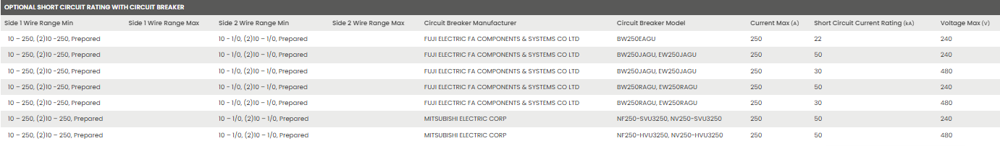 OPTIONAL SHORT CIRCUIT RATING WITH CIRCUIT BREAKER
Side 1 Wire Range Min Side 1 Wire Range Max Side 2 Wire Range Min Side 2 Wire Range Max Circuit Breaker Manufacturer Circuit Breaker Model Current Max (A) Short Circuit Current Rating (kA) Voltage Max (V)
10 – 250, (2)10 -250, Prepared 10 - 1/0, (2)10 – 1/0, Prepared FUJI ELECTRIC FA COMPONENTS & SYSTEMS CO LTD BW250EAGU 250 22 240
10 – 250, (2)10 -250, Prepared 10 - 1/0, (2)10 – 1/0, Prepared FUJI ELECTRIC FA COMPONENTS & SYSTEMS CO LTD BW250JAGU, EW250JAGU 250 50 240
10 – 250, (2)10 -250, Prepared 10 - 1/0, (2)10 – 1/0, Prepared FUJI ELECTRIC FA COMPONENTS & SYSTEMS CO LTD BW250JAGU, EW250JAGU 250 30 480
10 – 250, (2)10 -250, Prepared 10 - 1/0, (2)10 – 1/0, Prepared FUJI ELECTRIC FA COMPONENTS & SYSTEMS CO LTD BW250RAGU, EW250RAGU 250 50 240
10 – 250, (2)10 -250, Prepared 10 - 1/0, (2)10 – 1/0, Prepared FUJI ELECTRIC FA COMPONENTS & SYSTEMS CO LTD BW250RAGU, EW250RAGU 250 30 480
10 – 250, (2)10 – 250, Prepared 10 – 1/0, (2)10 – 1/0, Prepared MITSUBISHI ELECTRIC CORP NF250-SVU3250, NV250-SVU3250 250 50 240
10 – 250, (2)10 – 250, Prepared 10 – 1/0, (2)10 – 1/0, Prepared MITSUBISHI ELECTRIC CORP NF250-HVU3250, NV250-HVU3250 250 50 480